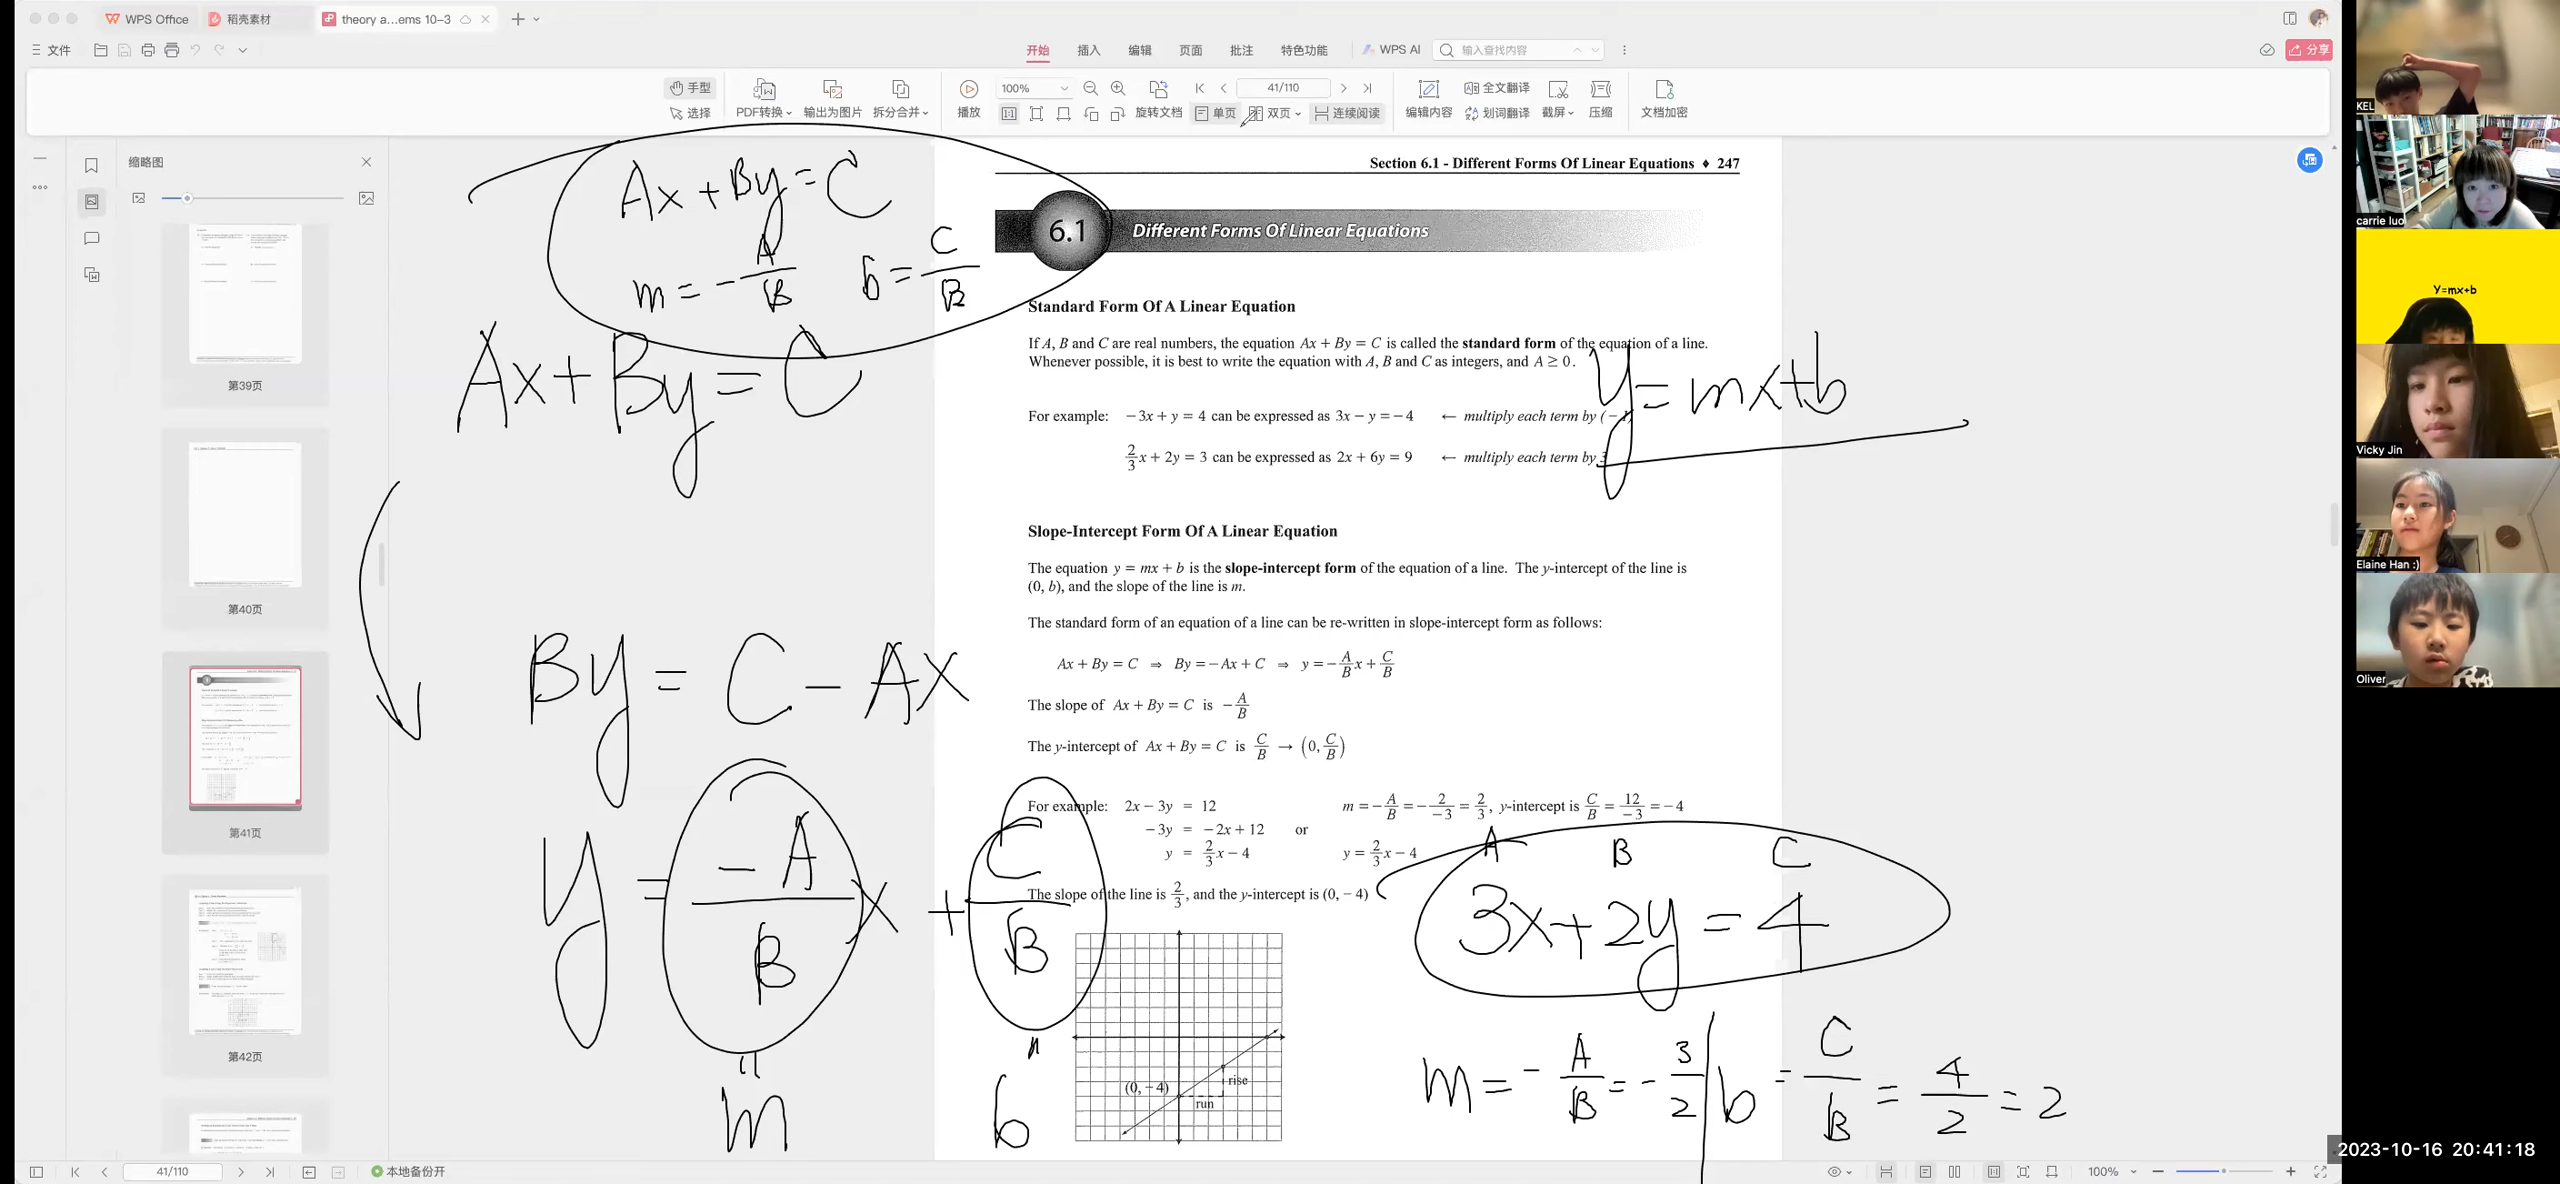 WPS Office
稻壳素材
theory a...ems 10-3
文件
开始 插入 编辑 页面 批注 特色功能 WPS AI 输入查找内容
分享
手型
选择
PDF转换
输出为图片
拆分合并
播放
100%
旋转文档
41/110
单页
双页
连续阅读
编辑内容
全文翻译
划词翻译
截屏
压缩
文档加密
缩略图
第39页
第40页
第41页
第42页
Ax+By=C
m = -A/B b = C/B
Ax+By=C
By = C - Ax
y = -A/B x + C/B
m
b
Section 6.1 - Different Forms Of Linear Equations ♦ 247
6.1 Different Forms Of Linear Equations
Standard Form Of A Linear Equation
If A, B and C are real numbers, the equation Ax + By = C is called the standard form of the equation of a line.
Whenever possible, it is best to write the equation with A, B and C as integers, and A ≥ 0.
y = mx+b
For example: −3x + y = 4 can be expressed as 3x − y = −4 ← multiply each term by (−1)
2/3 x + 2y = 3 can be expressed as 2x + 6y = 9 ← multiply each term by 3
Slope-Intercept Form Of A Linear Equation
The equation y = mx + b is the slope-intercept form of the equation of a line. The y-intercept of the line is
(0, b), and the slope of the line is m.
The standard form of an equation of a line can be re-written in slope-intercept form as follows:
Ax + By = C ⇒ By = −Ax + C ⇒ y = −A/B x + C/B
The slope of Ax + By = C is −A/B
The y-intercept of Ax + By = C is C/B → (0, C/B)
For example: 2x − 3y = 12 m = −A/B = −2/−3 = 2/3, y-intercept is C/B = 12/−3 = −4
−3y = −2x + 12 or
y = 2/3 x − 4 y = 2/3 x − 4
The slope of the line is 2/3, and the y-intercept is (0, −4)
A B C
3x+2y = 4
m = -A/B = -3/2 b = C/B = 4/2 = 2
(0, −4)
rise
run
KEL
carrie luo
Y=mx+b
Vicky Jin
Elaine Han :)
Oliver
41/110
本地备份开
100%
2023-10-16 20:41:18